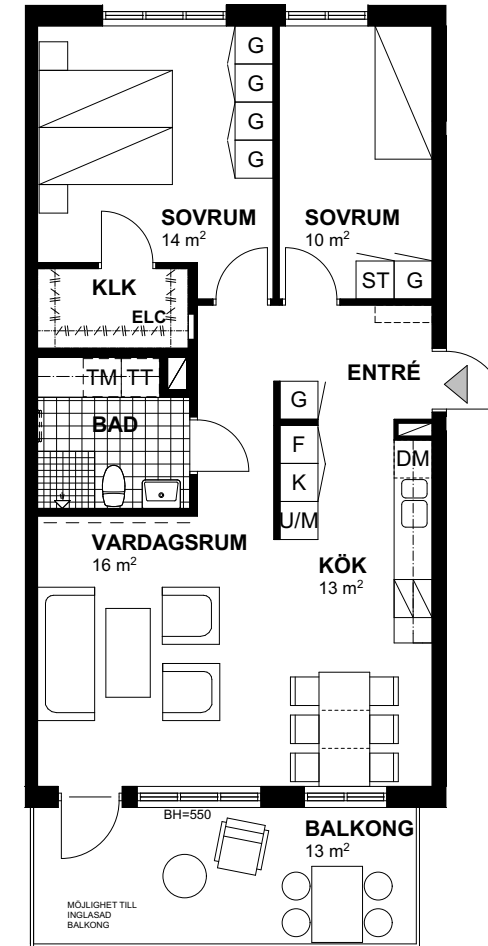 G
G
G
G
SOVRUM
14 m²
SOVRUM
10 m²
ST G
KLK
ELC
ENTRÉ
TM TT
BAD
G
F
K
U/M
DM
VARDAGSRUM
16 m²
KÖK
13 m²
BH=550
BALKONG
13 m²
MÖJLIGHET TILL
INGLASAD
BALKONG